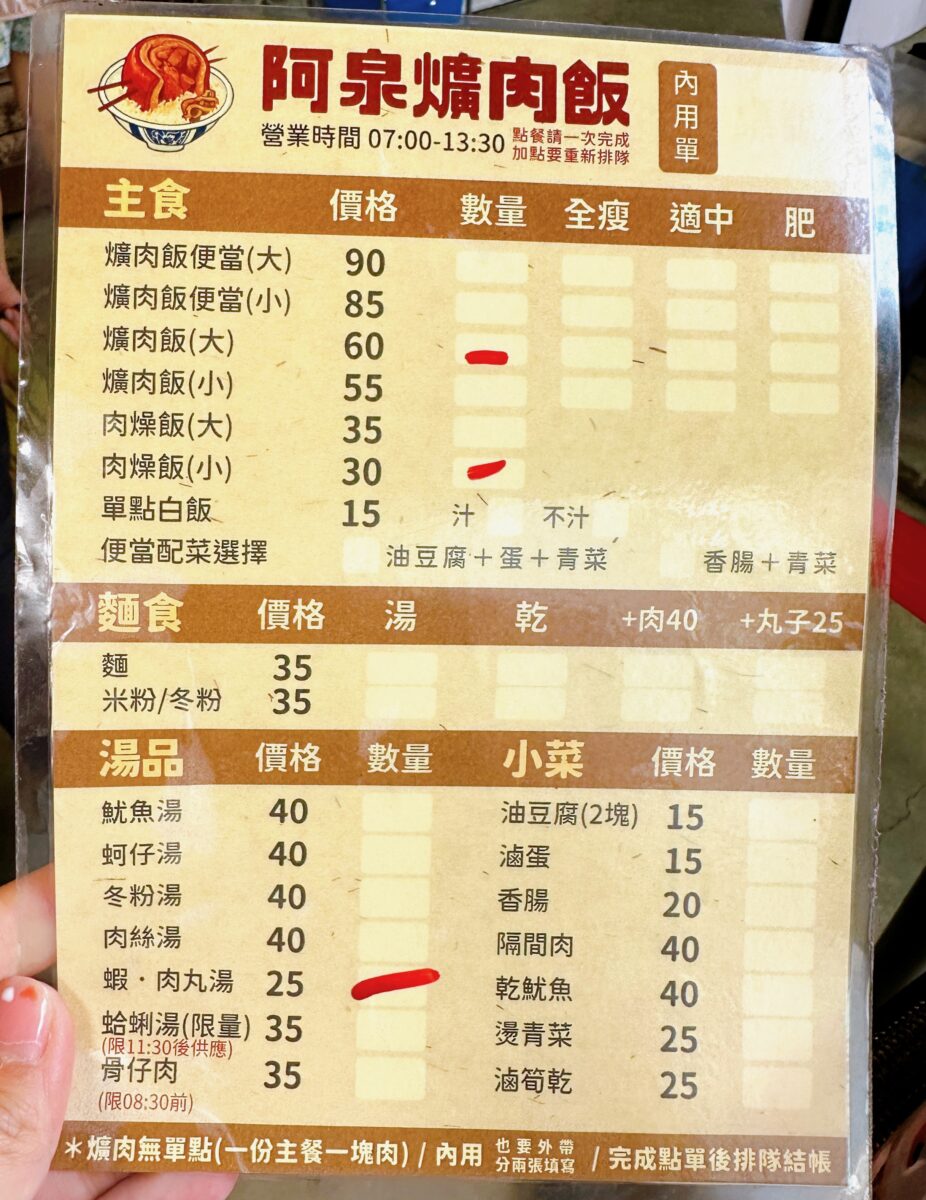 阿泉爌肉飯
內用單
營業時間 07:00-13:30 點餐請一次完成
加點要重新排隊
主食 價格 數量 全瘦 適中 肥
爌肉飯便當(大) 90
爌肉飯便當(小) 85
爌肉飯(大) 60
爌肉飯(小) 55
肉燥飯(大) 35
肉燥飯(小) 30
單點白飯 15 汁 不汁
便當配菜選擇 油豆腐+蛋+青菜 香腸+青菜
麵食 價格 湯 乾 +肉40 +丸子25
麵 35
米粉/冬粉 35
湯品 價格 數量
魷魚湯 40
蚵仔湯 40
冬粉湯 40
肉絲湯 40
蝦・肉丸湯 25
蛤蜊湯(限量) 35
(限11:30後供應)
骨仔肉 35
(限08:30前)
小菜 價格 數量
油豆腐(2塊) 15
滷蛋 15
香腸 20
隔間肉 40
乾魷魚 40
燙青菜 25
滷筍乾 25
＊爌肉無單點(一份主餐一塊肉) / 內用 也要外帶 分兩張填寫 / 完成點單後排隊結帳